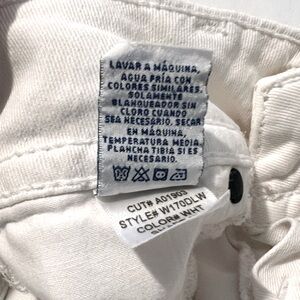 LAVAR A MÁQUINA,
AGUA FRÍA CON
COLORES SIMILARES.
SOLAMENTE
BLANQUEADOR SIN
CLORO CUANDO
SEA NECESARIO. SECAR
EN MÁQUINA,
TEMPERATURA MEDIA.
PLANCHA TIBIA SI ES
NECESARIO.
CUT# A01903
STYLE# W170DLW
COLOR# WHT